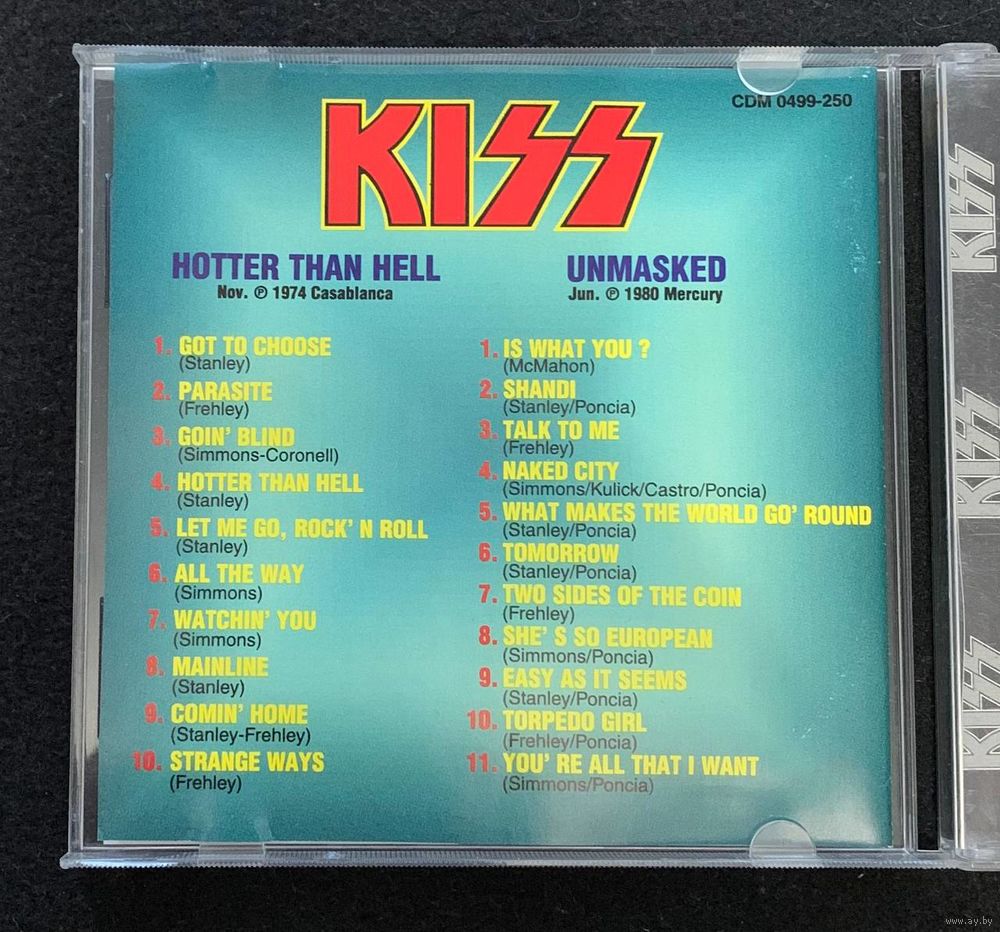 KISS
CDM 0499-250
HOTTER THAN HELL
Nov. ℗ 1974 Casablanca
1. GOT TO CHOOSE
(Stanley)
2. PARASITE
(Frehley)
3. GOIN' BLIND
(Simmons-Coronell)
4. HOTTER THAN HELL
(Stanley)
5. LET ME GO, ROCK' N ROLL
(Stanley)
6. ALL THE WAY
(Simmons)
7. WATCHIN' YOU
(Simmons)
8. MAINLINE
(Stanley)
9. COMIN' HOME
(Stanley-Frehley)
10. STRANGE WAYS
(Frehley)
UNMASKED
Jun. ℗ 1980 Mercury
1. IS WHAT YOU ?
(McMahon)
2. SHANDI
(Stanley/Poncia)
3. TALK TO ME
(Frehley)
4. NAKED CITY
(Simmons/Kulick/Castro/Poncia)
5. WHAT MAKES THE WORLD GO' ROUND
(Stanley/Poncia)
6. TOMORROW
(Stanley/Poncia)
7. TWO SIDES OF THE COIN
(Frehley)
8. SHE' S SO EUROPEAN
(Simmons/Poncia)
9. EASY AS IT SEEMS
(Stanley/Poncia)
10. TORPEDO GIRL
(Frehley/Poncia)
11. YOU' RE ALL THAT I WANT
(Simmons/Poncia)
KISS
KISS
KISS
www.ay.by